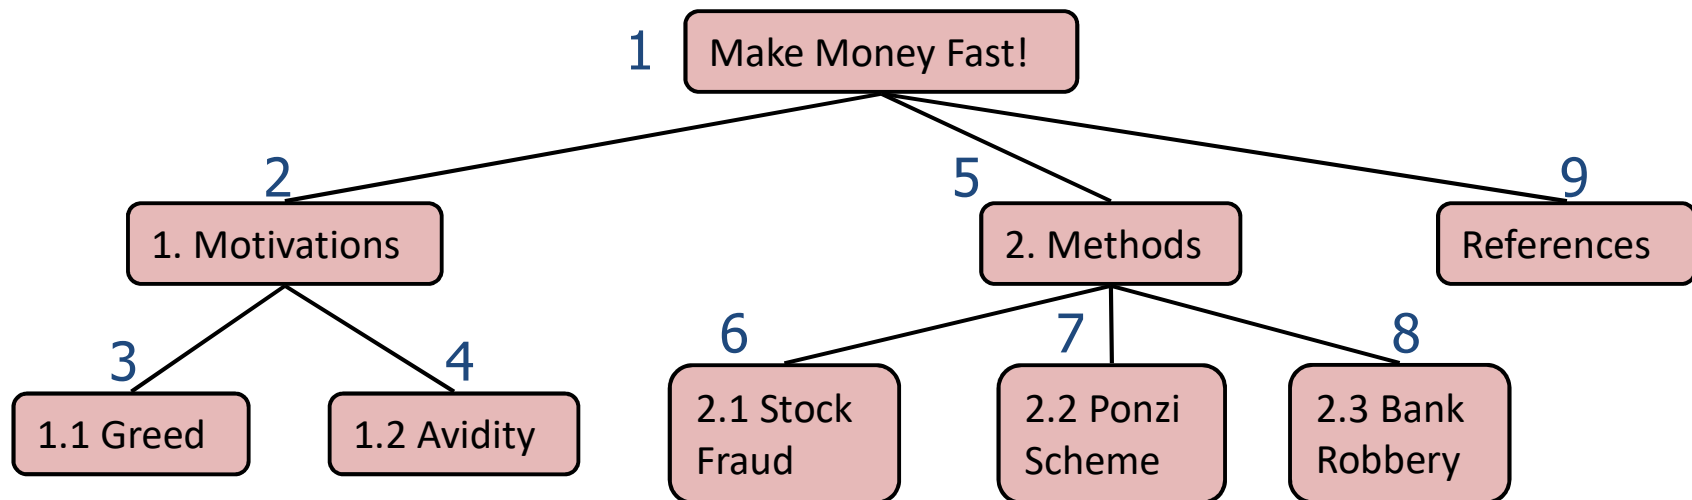 1
Make Money Fast!
2
5
9
1. Motivations
2. Methods
References
3
4
6
7
8
1.1 Greed
1.2 Avidity
2.1 Stock
Fraud
2.2 Ponzi
Scheme
2.3 Bank
Robbery